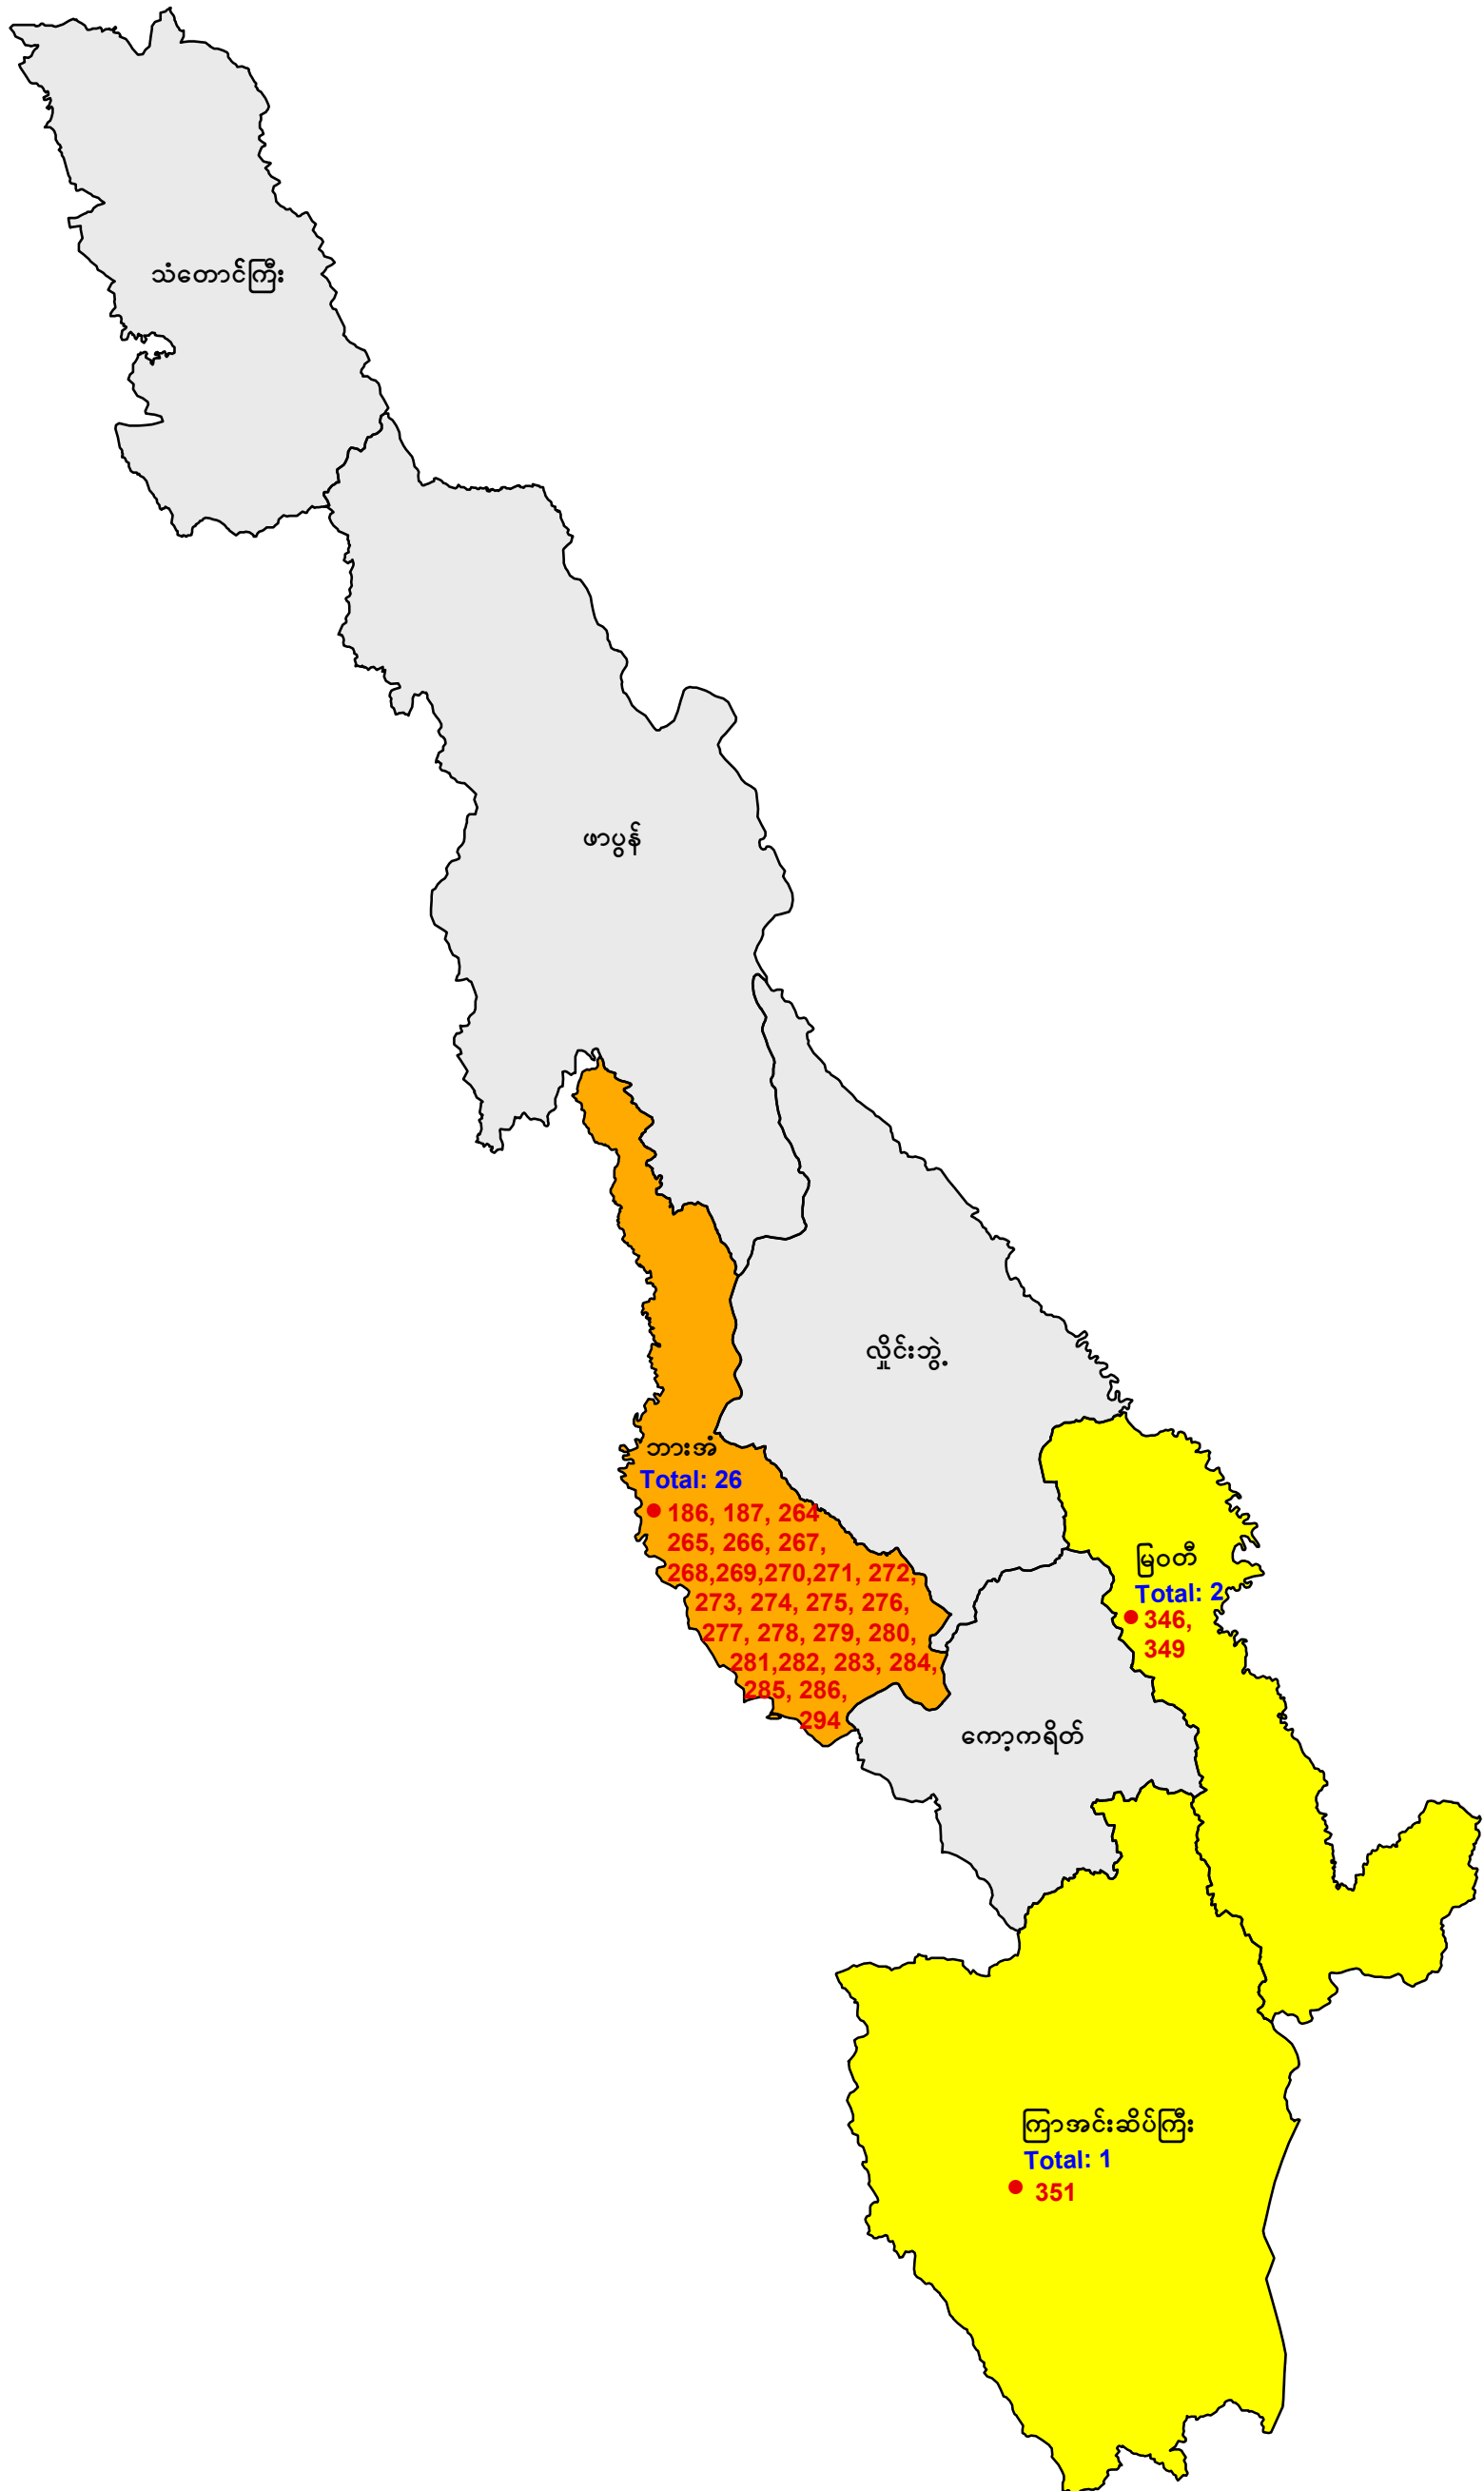 သံတောင်ကြီး
ဖာပွန်
လှိုင်းဘွဲ့
ဘားအံ
Total: 26
186, 187, 264
265, 266, 267,
268,269,270,271, 272,
273, 274, 275, 276,
277, 278, 279, 280,
281,282, 283, 284,
285, 286,
294
မြဝတီ
Total: 2
346,
349
ကော့ကရိတ်
ကြာအင်းဆိပ်ကြီး
Total: 1
351